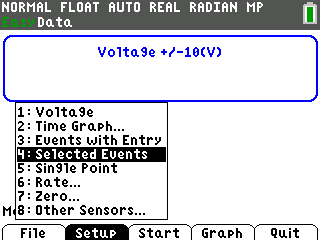 NORMAL FLOAT AUTO REAL RADIAN MP
EasyData
Voltage +/-10(V)
1: Voltage
2: Time Graph...
3: Events with Entry
4: Selected Events
5: Single Point
6: Rate...
7: Zero...
8: Other Sensors...
File Setup Start Graph Quit